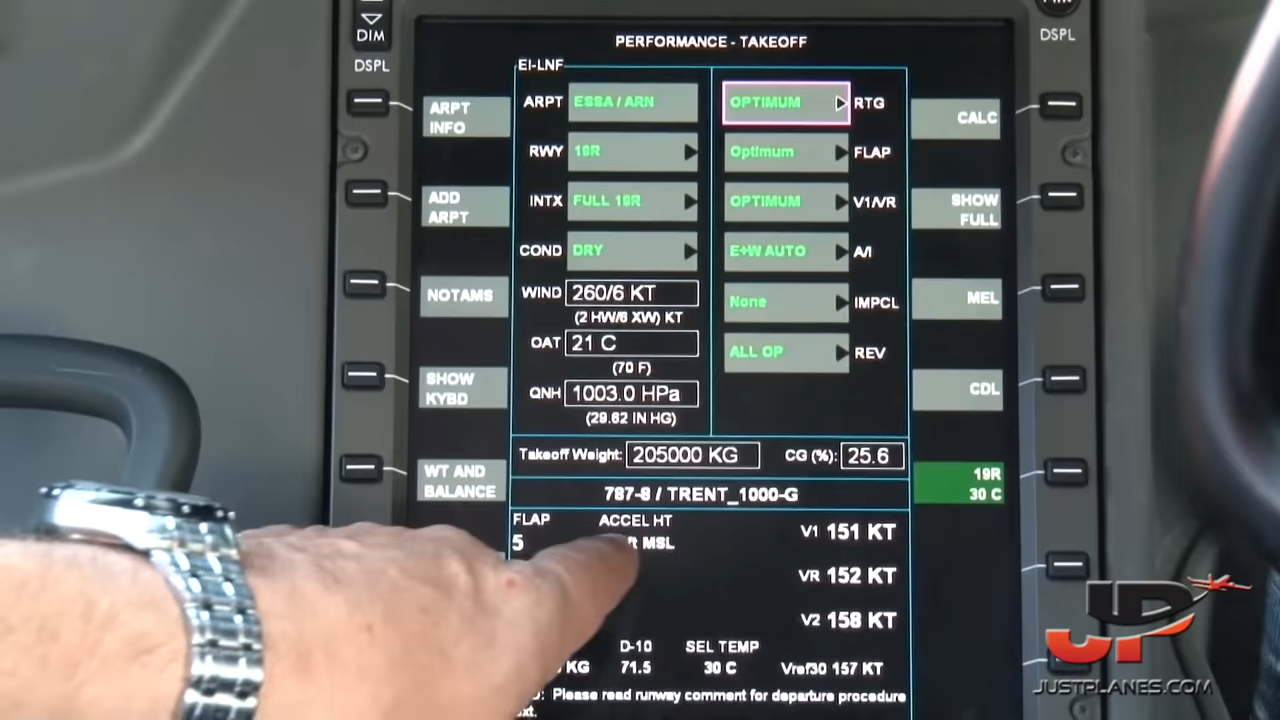 DIM
DSPL
DSPL
PERFORMANCE - TAKEOFF
EI-LNF
ARPT INFO
ADD ARPT
NOTAMS
SHOW KYBD
WT AND BALANCE
ARPT ESSA / ARN
RWY 19R
INTX FULL 19R
COND DRY
WIND 260/6 KT
(2 HW/6 XW) KT
OAT 21 C
(70 F)
QNH 1003.0 HPa
(29.62 IN HG)
OPTIMUM RTG
Optimum FLAP
OPTIMUM V1/VR
E+W AUTO A/I
None IMPCL
ALL OP REV
CALC
SHOW FULL
MEL
CDL
19R
30 C
Takeoff Weight: 205000 KG CG (%): 25.6
787-8 / TRENT_1000-G
FLAP ACCEL HT
5 MSL
V1 151 KT
VR 152 KT
V2 158 KT
D-10 SEL TEMP
KG 71.5 30 C Vref30 157 KT
Please read runway comment for departure procedure
JP
JUSTPLANES.COM